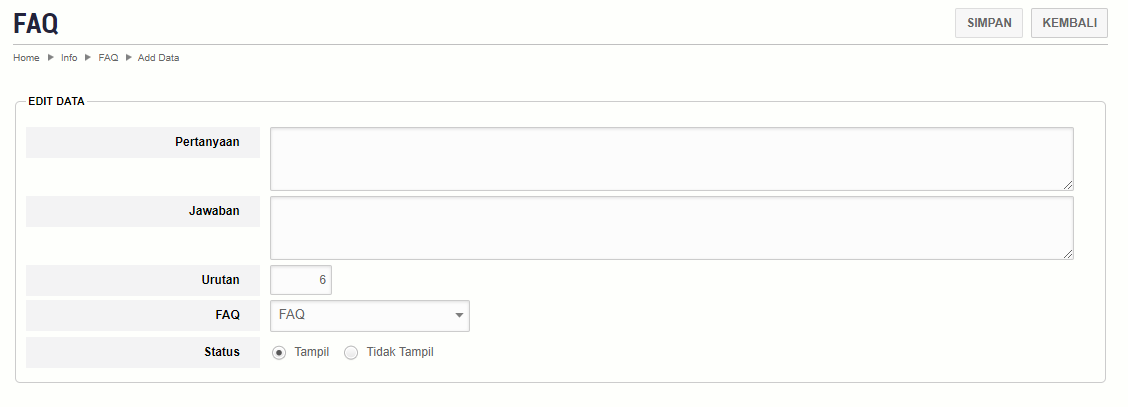 FAQ
SIMPAN KEMBALI
Home Info FAQ Add Data
EDIT DATA
Pertanyaan
Jawaban
Urutan 6
FAQ FAQ
Status Tampil Tidak Tampil